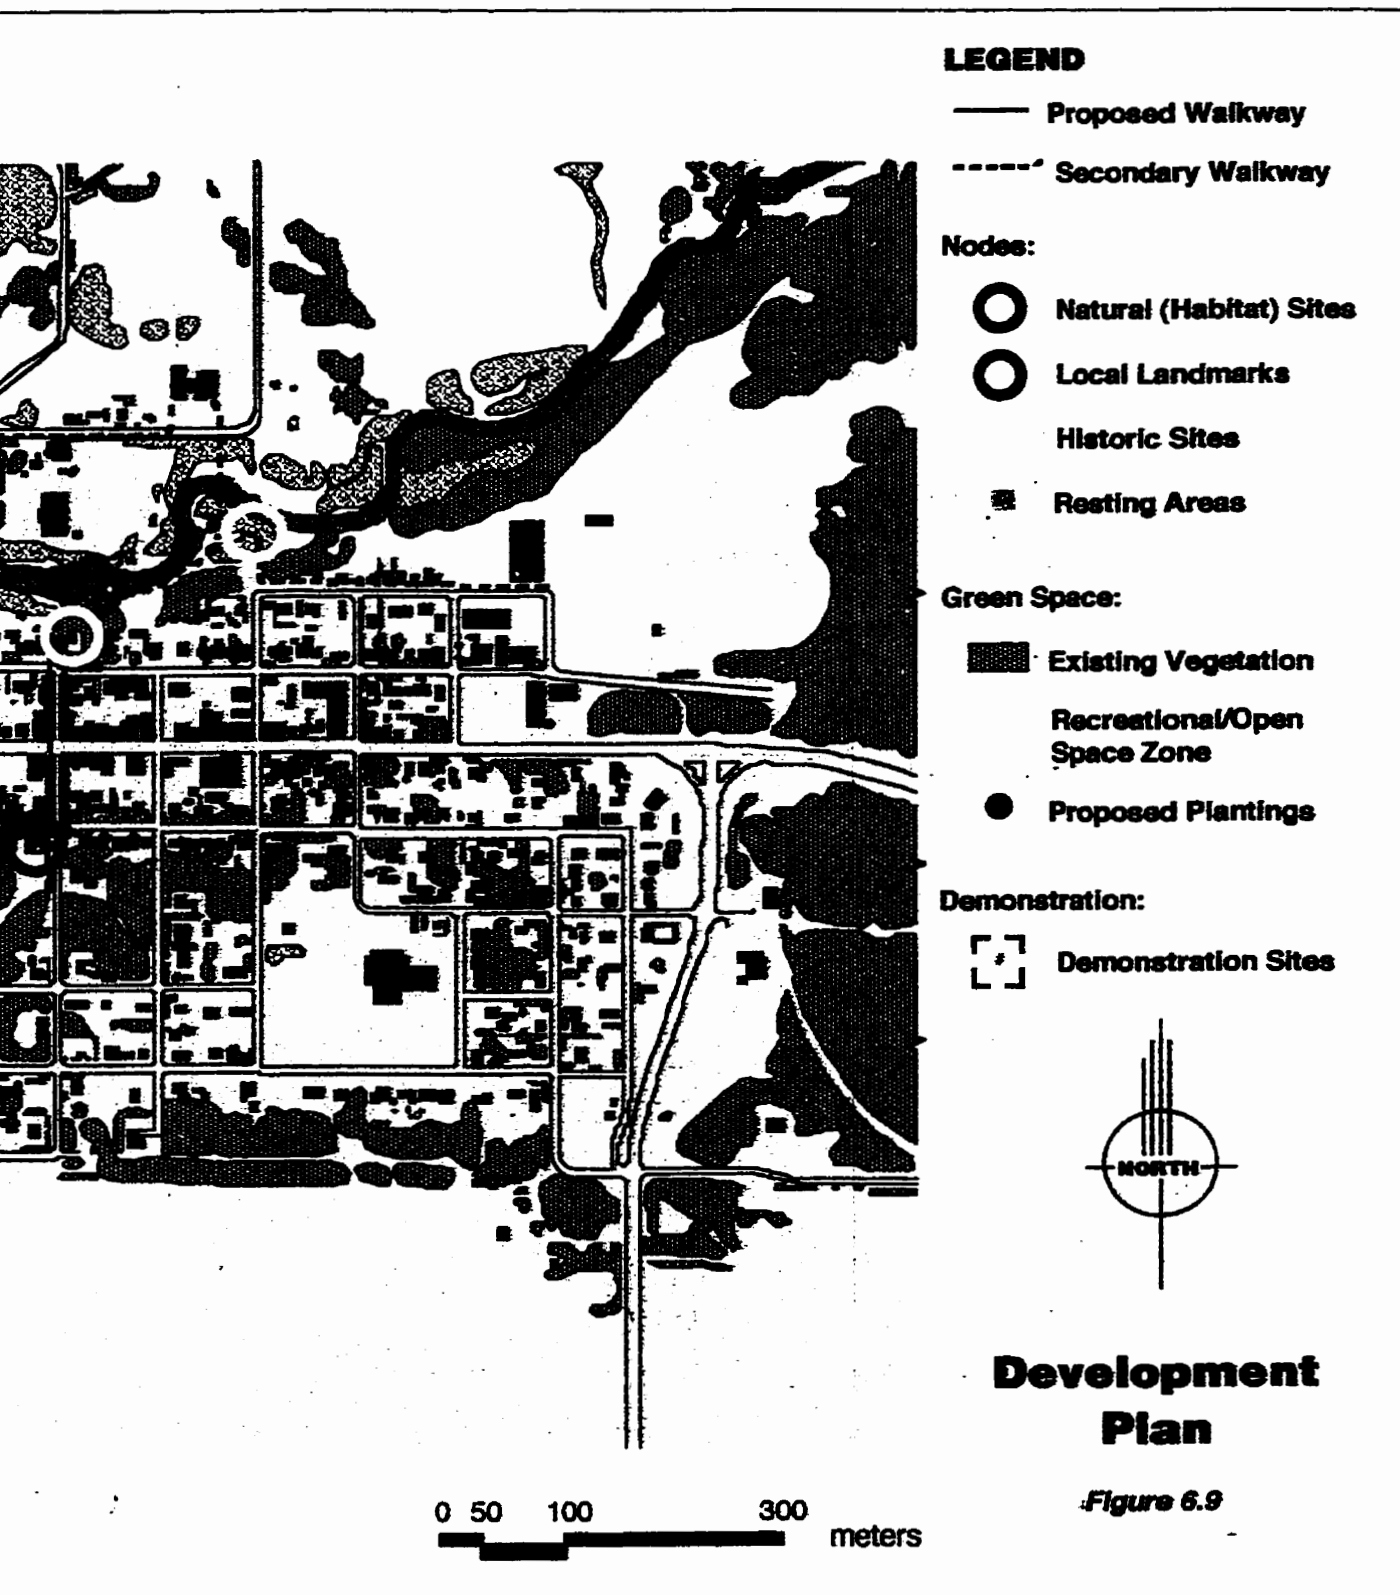 LEGEND
Proposed Walkway
Secondary Walkway
Nodes:
Natural (Habitat) Sites
Local Landmarks
Historic Sites
Resting Areas
Green Space:
Existing Vegetation
Recreational/Open
Space Zone
Proposed Plantings
Demonstration:
# Demonstration Sites
NORTH
Development
Plan
Figure 6.9
0 50 100 300
meters